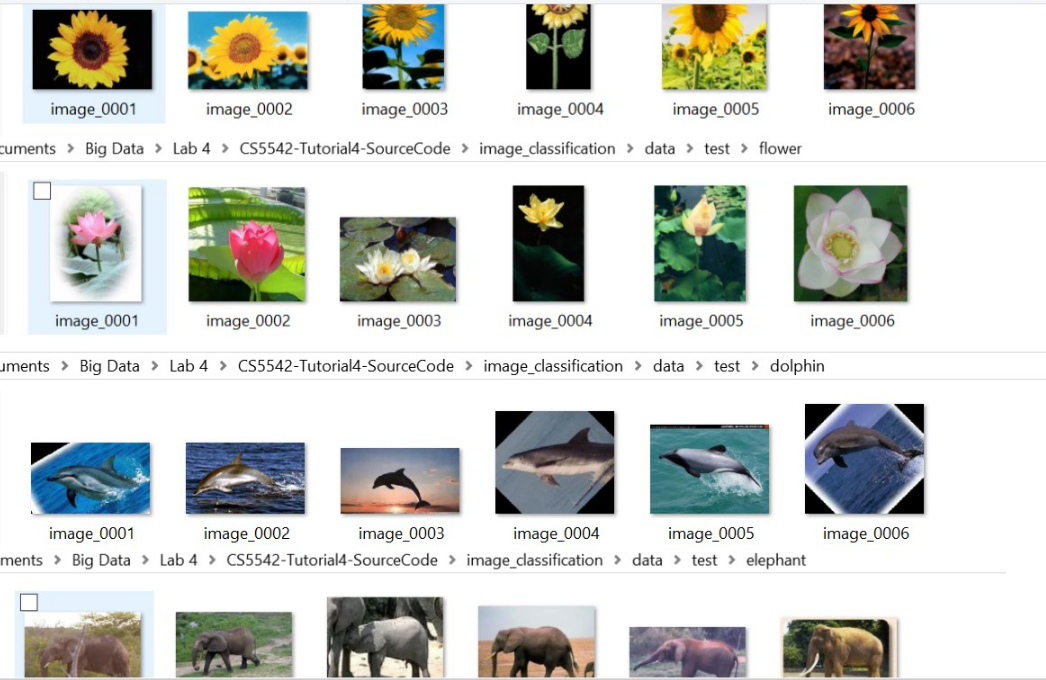 image_0001 image_0002 image_0003 image_0004 image_0005 image_0006
cuments > Big Data > Lab 4 > CS5542-Tutorial4-SourceCode > image_classification > data > test > flower
image_0001 image_0002 image_0003 image_0004 image_0005 image_0006
uments > Big Data > Lab 4 > CS5542-Tutorial4-SourceCode > image_classification > data > test > dolphin
image_0001 image_0002 image_0003 image_0004 image_0005 image_0006
ments > Big Data > Lab 4 > CS5542-Tutorial4-SourceCode > image_classification > data > test > elephant